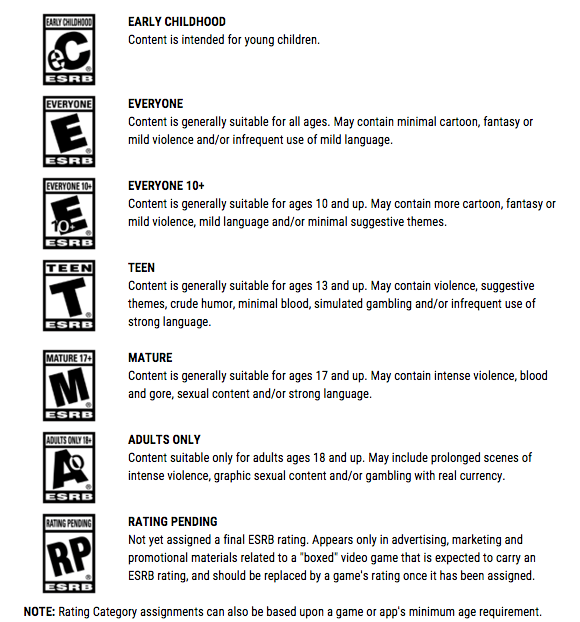 EARLY CHILDHOOD
eC
®
ESRB
EARLY CHILDHOOD
Content is intended for young children.
EVERYONE
E
®
ESRB
EVERYONE
Content is generally suitable for all ages. May contain minimal cartoon, fantasy or
mild violence and/or infrequent use of mild language.
EVERYONE 10+
E
10+
®
ESRB
EVERYONE 10+
Content is generally suitable for ages 10 and up. May contain more cartoon, fantasy or
mild violence, mild language and/or minimal suggestive themes.
TEEN
T
®
ESRB
TEEN
Content is generally suitable for ages 13 and up. May contain violence, suggestive
themes, crude humor, minimal blood, simulated gambling and/or infrequent use of
strong language.
MATURE 17+
M
®
ESRB
MATURE
Content is generally suitable for ages 17 and up. May contain intense violence, blood
and gore, sexual content and/or strong language.
ADULTS ONLY 18+
AO
®
ESRB
ADULTS ONLY
Content suitable only for adults ages 18 and up. May include prolonged scenes of
intense violence, graphic sexual content and/or gambling with real currency.
RATING PENDING
RP
®
ESRB
RATING PENDING
Not yet assigned a final ESRB rating. Appears only in advertising, marketing and
promotional materials related to a "boxed" video game that is expected to carry an
ESRB rating, and should be replaced by a game's rating once it has been assigned.
NOTE: Rating Category assignments can also be based upon a game or app's minimum age requirement.